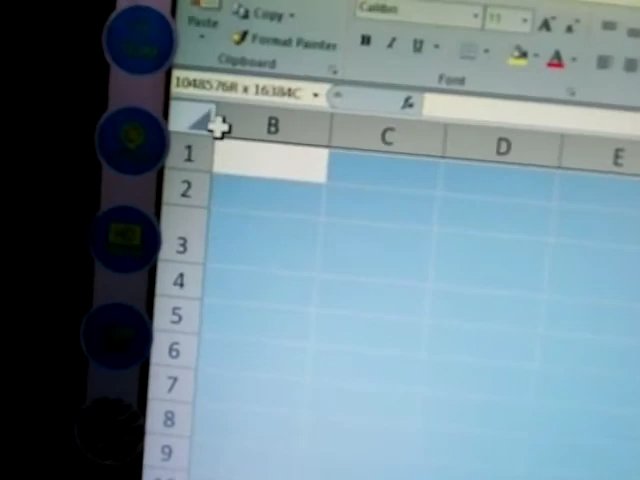 Paste
Copy
Format Painter
Clipboard
Calibri
11
A A
B I U
A
Font
1048576R x 16384C
fx
B C D E
1
2
3
4
5
6
7
8
9